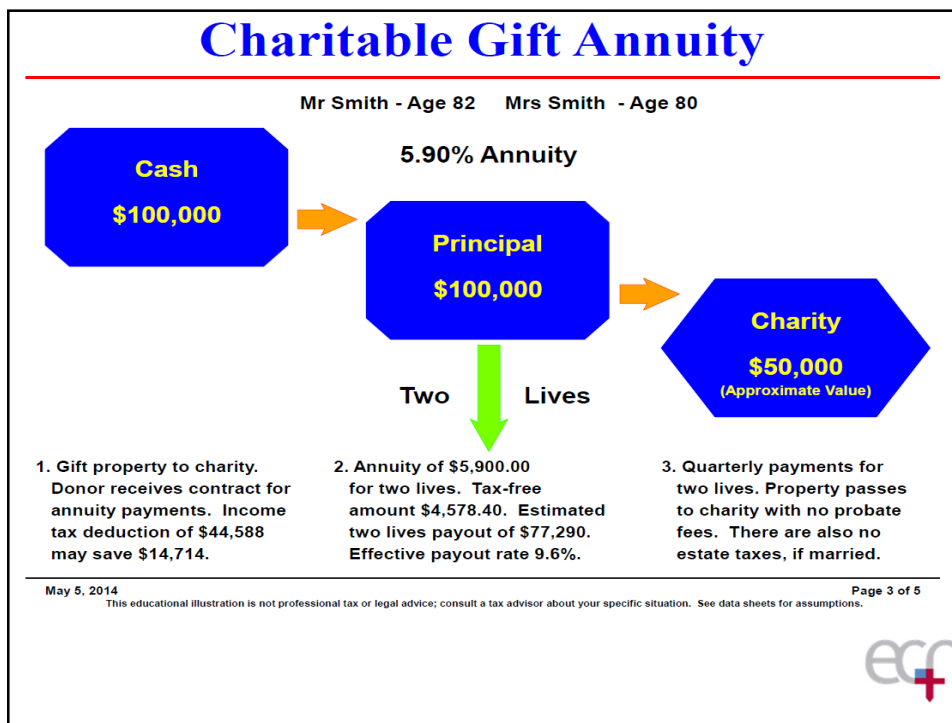 Charitable Gift Annuity
Mr Smith - Age 82 Mrs Smith - Age 80
5.90% Annuity
Cash
$100,000
Principal
$100,000
Charity
$50,000
(Approximate Value)
Two Lives
1. Gift property to charity.
Donor receives contract for
annuity payments. Income
tax deduction of $44,588
may save $14,714.
2. Annuity of $5,900.00
for two lives. Tax-free
amount $4,578.40. Estimated
two lives payout of $77,290.
Effective payout rate 9.6%.
3. Quarterly payments for
two lives. Property passes
to charity with no probate
fees. There are also no
estate taxes, if married.
May 5, 2014
Page 3 of 5
This educational illustration is not professional tax or legal advice; consult a tax advisor about your specific situation. See data sheets for assumptions.